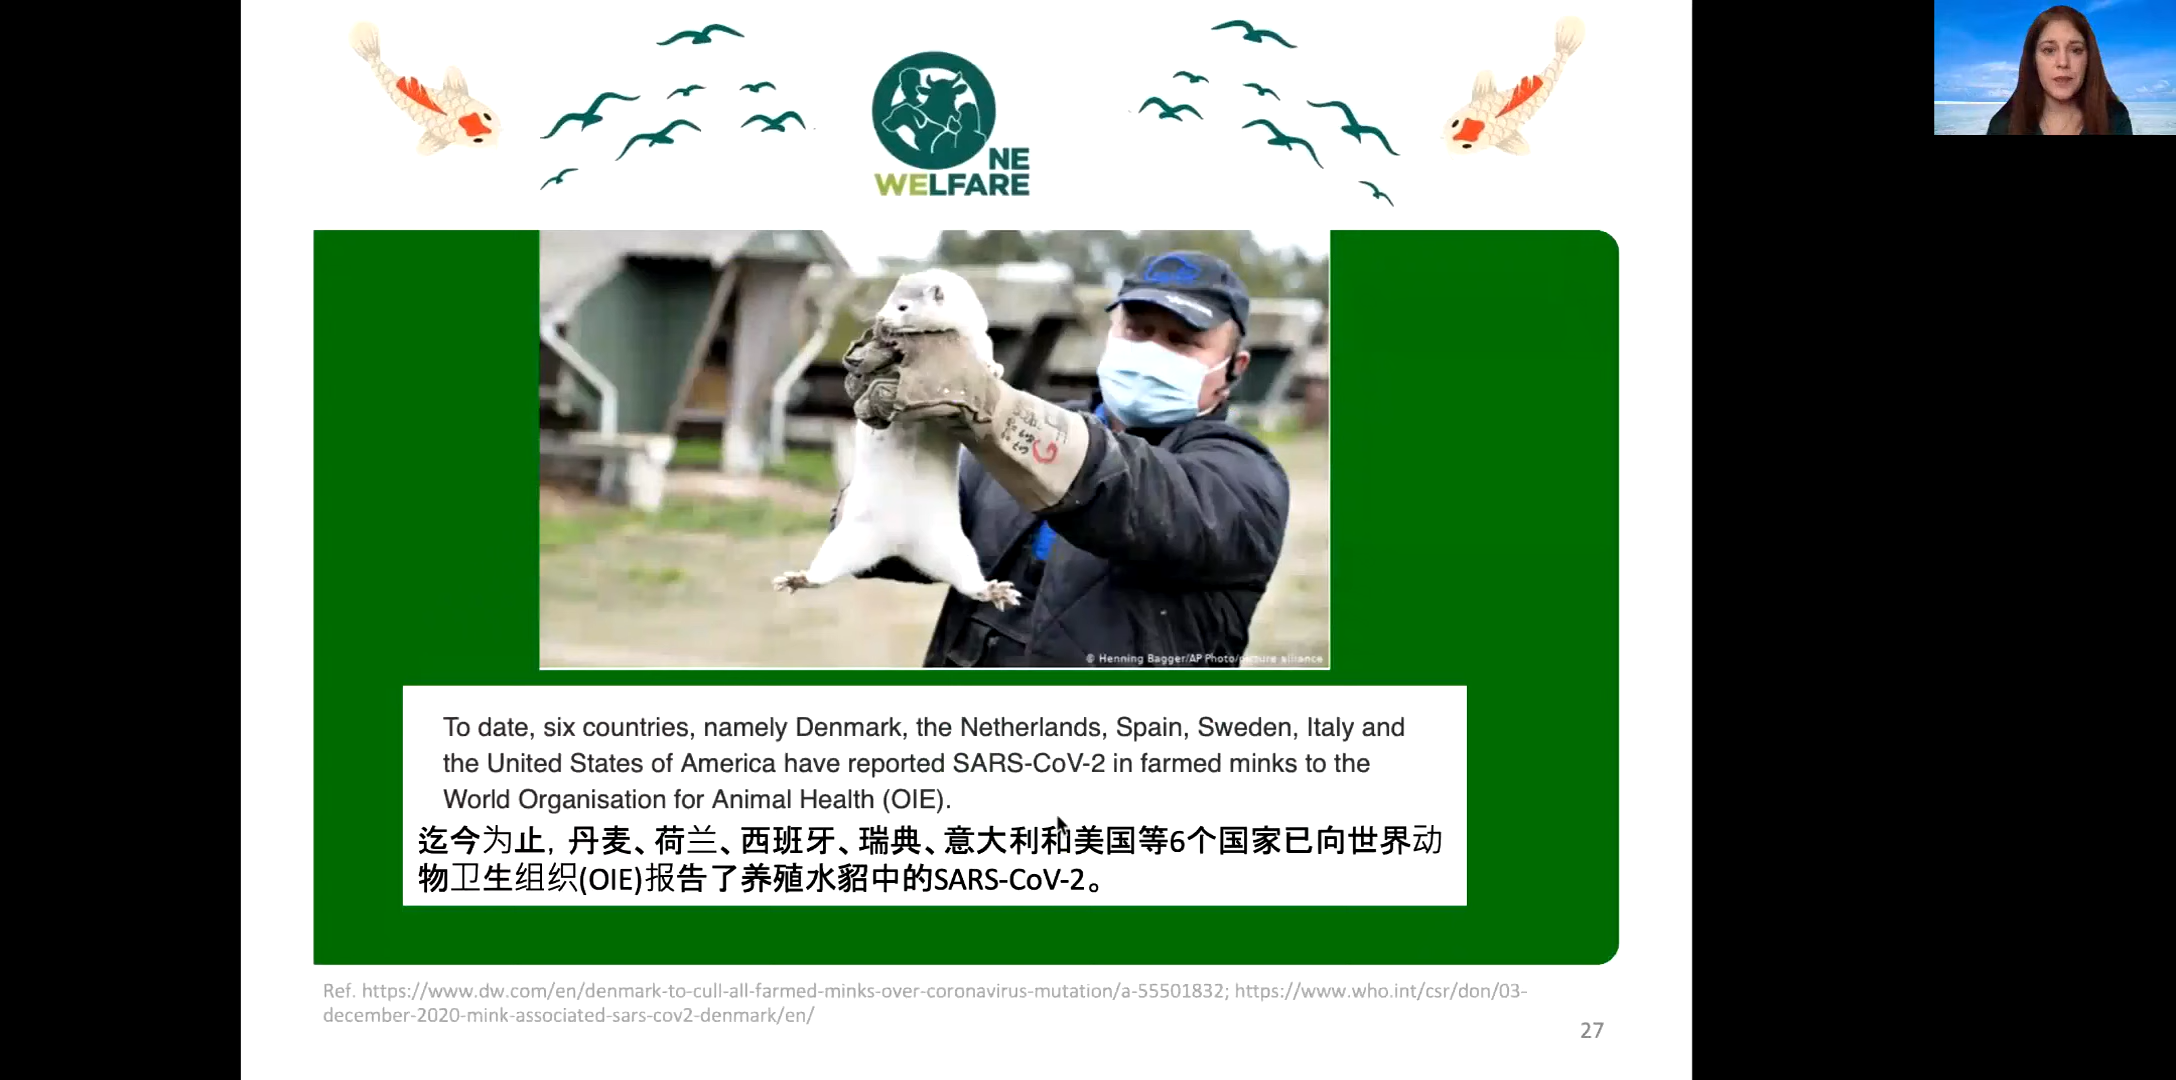 ONE
WELFARE
© Henning Bagger/AP Photo/picture alliance
To date, six countries, namely Denmark, the Netherlands, Spain, Sweden, Italy and
the United States of America have reported SARS-CoV-2 in farmed minks to the
World Organisation for Animal Health (OIE).
迄今为止, 丹麦、荷兰、西班牙、瑞典、意大利和美国等6个国家已向世界动
物卫生组织(OIE)报告了养殖水貂中的SARS-CoV-2。
Ref. https://www.dw.com/en/denmark-to-cull-all-farmed-minks-over-coronavirus-mutation/a-55501832; https://www.who.int/csr/don/03-
december-2020-mink-associated-sars-cov2-denmark/en/
27